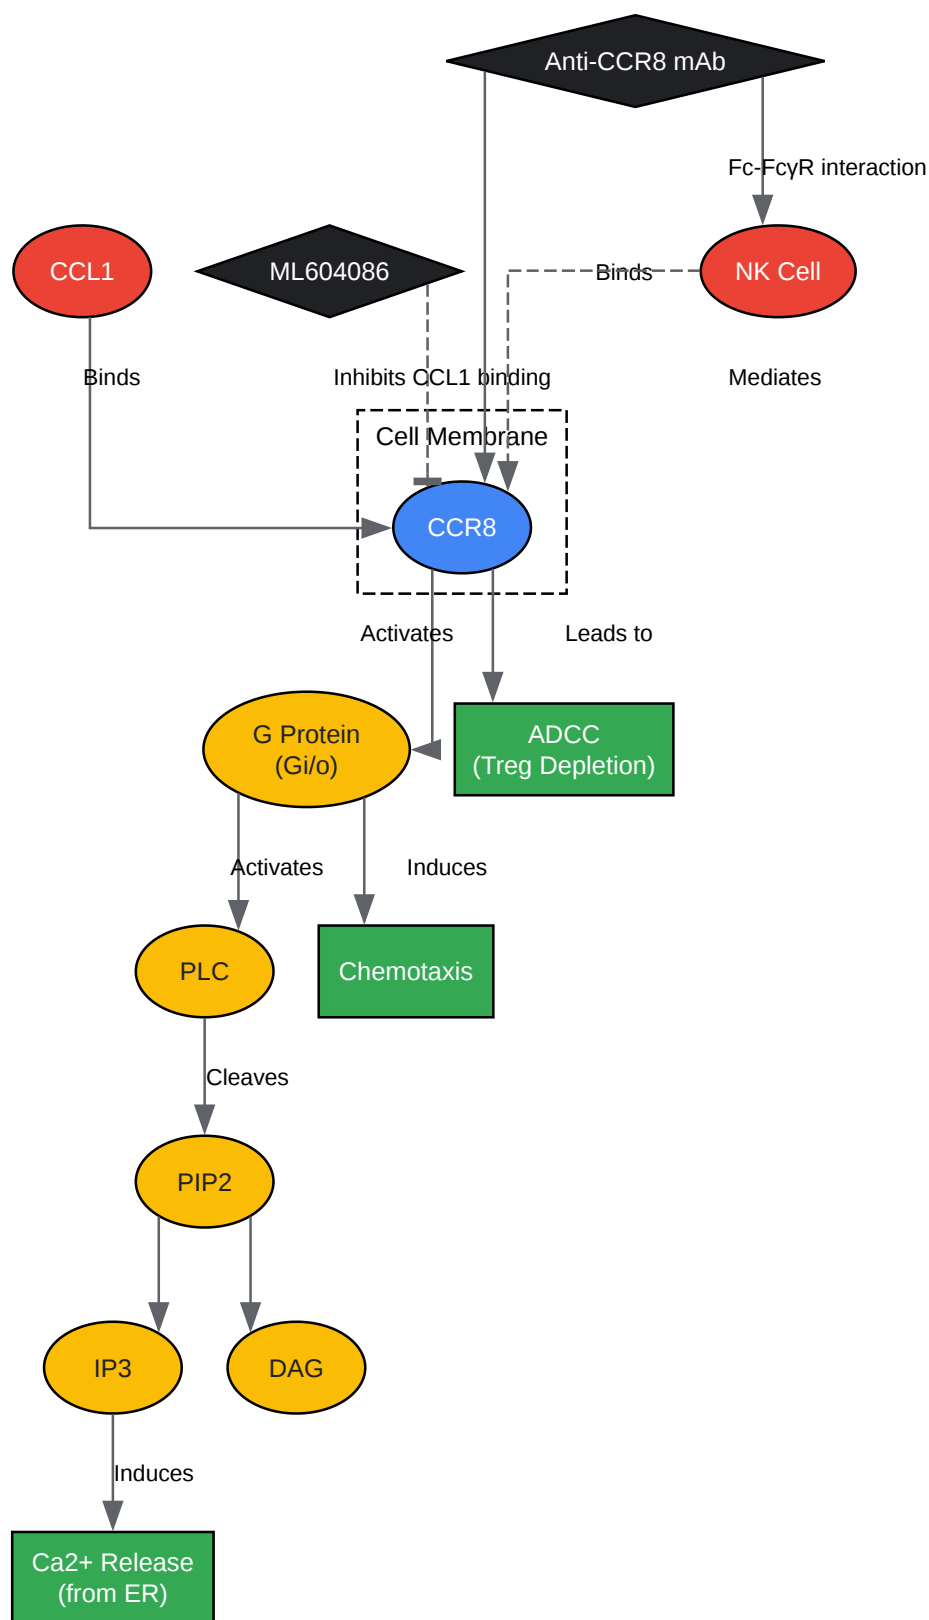 Anti-CCR8 mAb
Fc-FcγR interaction
CCL1
ML604086
Binds
NK Cell
Binds
Inhibits CCL1 binding
Mediates
Cell Membrane
CCR8
Activates
Leads to
G Protein
(Gi/o)
ADCC
(Treg Depletion)
Activates
Induces
PLC
Chemotaxis
Cleaves
PIP2
IP3
DAG
Induces
Ca2+ Release
(from ER)